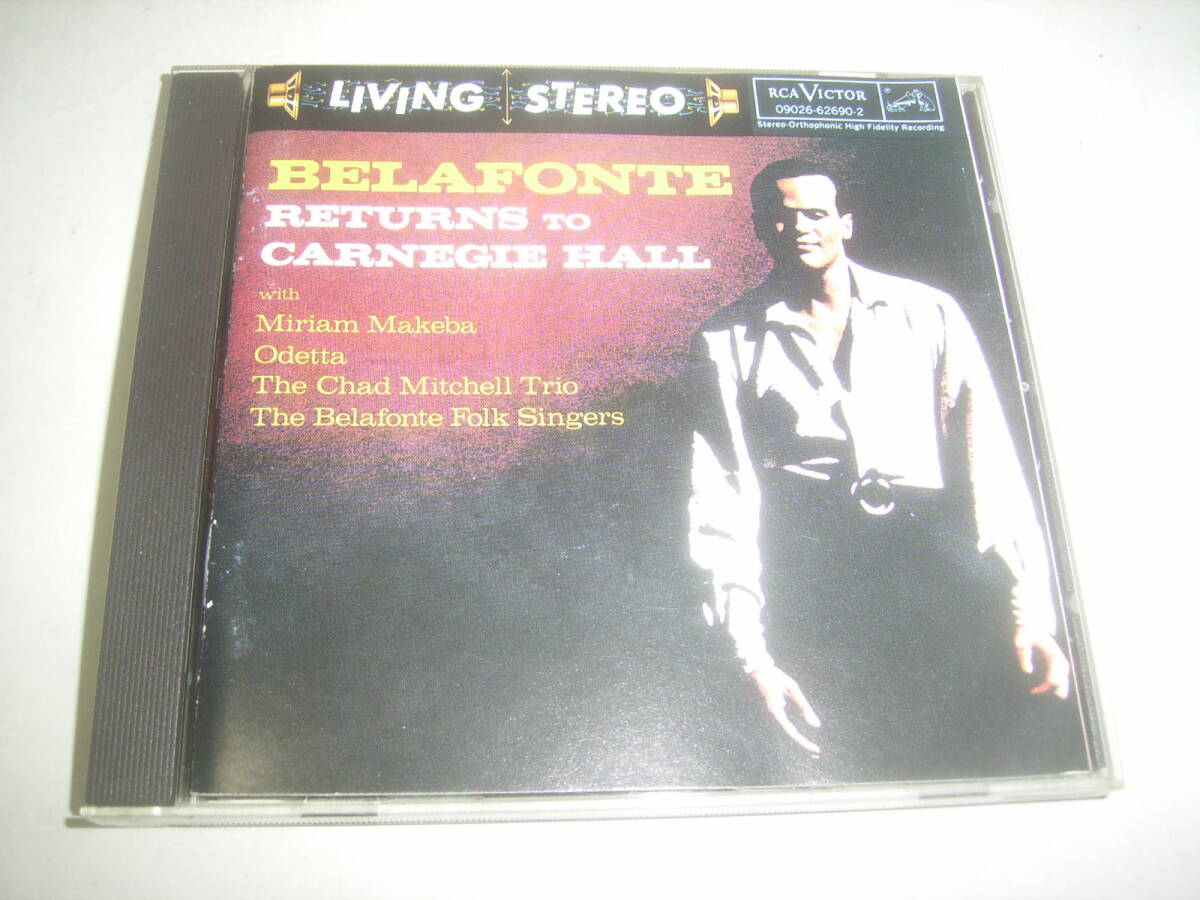 LIVING STEREO
RCA VICTOR
09026-62690-2
Stereo-Orthophonic High Fidelity Recording
BELAFONTE
RETURNS TO
CARNEGIE HALL
with
Miriam Makeba
Odetta
The Chad Mitchell Trio
The Belafonte Folk Singers